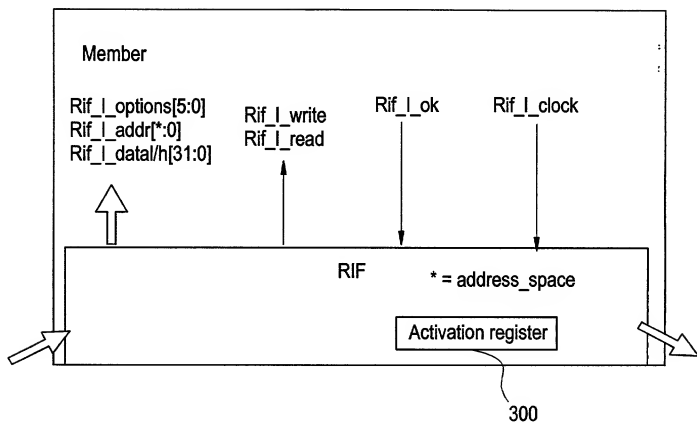 Member
Rif_I_options[5:0]
Rif_I_addr[*:0]
Rif_I_datal/h[31:0]
Rif_I_write
Rif_I_read
Rif_I_ok
Rif_I_clock
RIF
* = address_space
Activation register
300